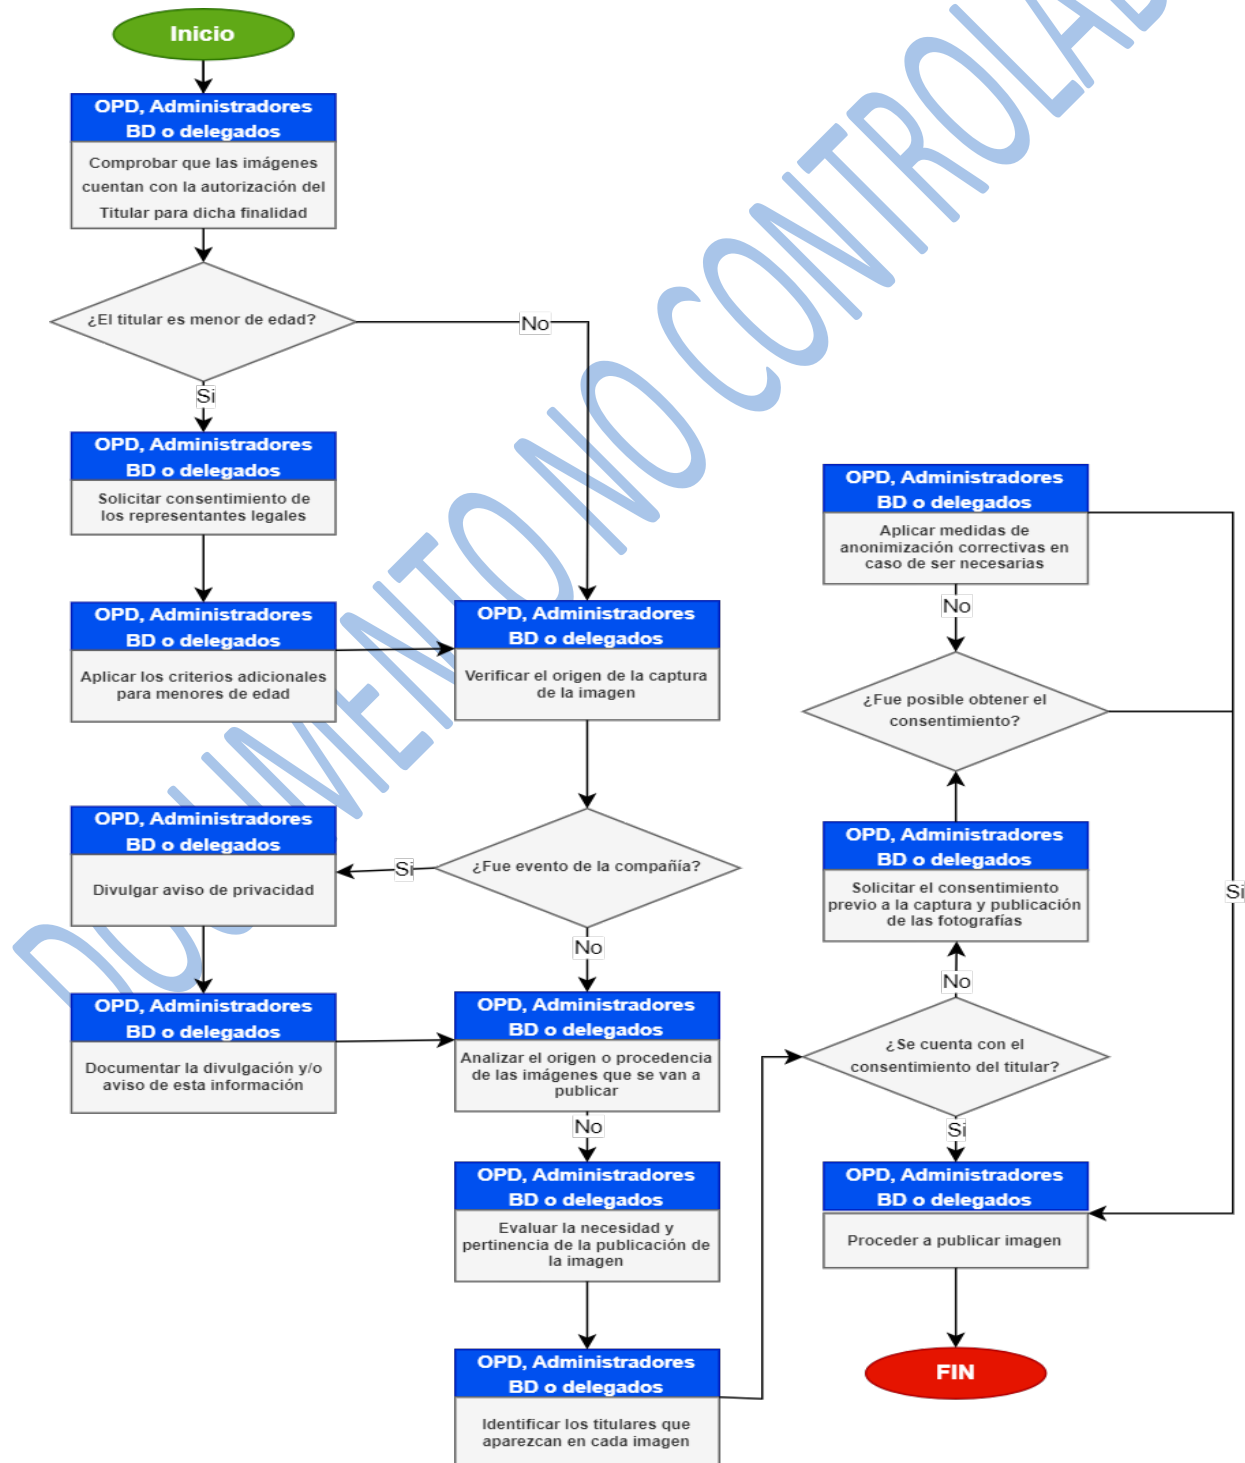 Inicio
OPD, Administradores
BD o delegados
Comprobar que las imágenes
cuentan con la autorización del
Titular para dicha finalidad
¿El titular es menor de edad?
No
Si
OPD, Administradores
BD o delegados
Solicitar consentimiento de
los representantes legales
OPD, Administradores
BD o delegados
Aplicar los criterios adicionales
para menores de edad
OPD, Administradores
BD o delegados
Verificar el origen de la captura
de la imagen
¿Fue evento de la compañía?
Si
OPD, Administradores
BD o delegados
Divulgar aviso de privacidad
OPD, Administradores
BD o delegados
Documentar la divulgación y/o
aviso de esta información
No
OPD, Administradores
BD o delegados
Analizar el origen o procedencia
de las imágenes que se van a
publicar
No
OPD, Administradores
BD o delegados
Evaluar la necesidad y
pertinencia de la publicación de
la imagen
OPD, Administradores
BD o delegados
Identificar los titulares que
aparezcan en cada imagen
OPD, Administradores
BD o delegados
Aplicar medidas de
anonimización correctivas en
caso de ser necesarias
No
¿Fue posible obtener el
consentimiento?
Si
OPD, Administradores
BD o delegados
Solicitar el consentimiento
previo a la captura y publicación
de las fotografías
No
¿Se cuenta con el
consentimiento del titular?
Si
OPD, Administradores
BD o delegados
Proceder a publicar imagen
FIN
DOCUMENTO NO CONTROLAD